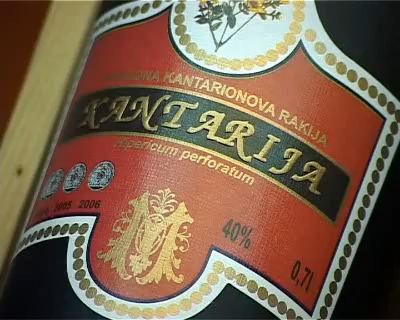 KANTARIONOVA RAKIJA
KANTARIJA
Hypericum perforatum
2005 2006
M
40%
0,7l